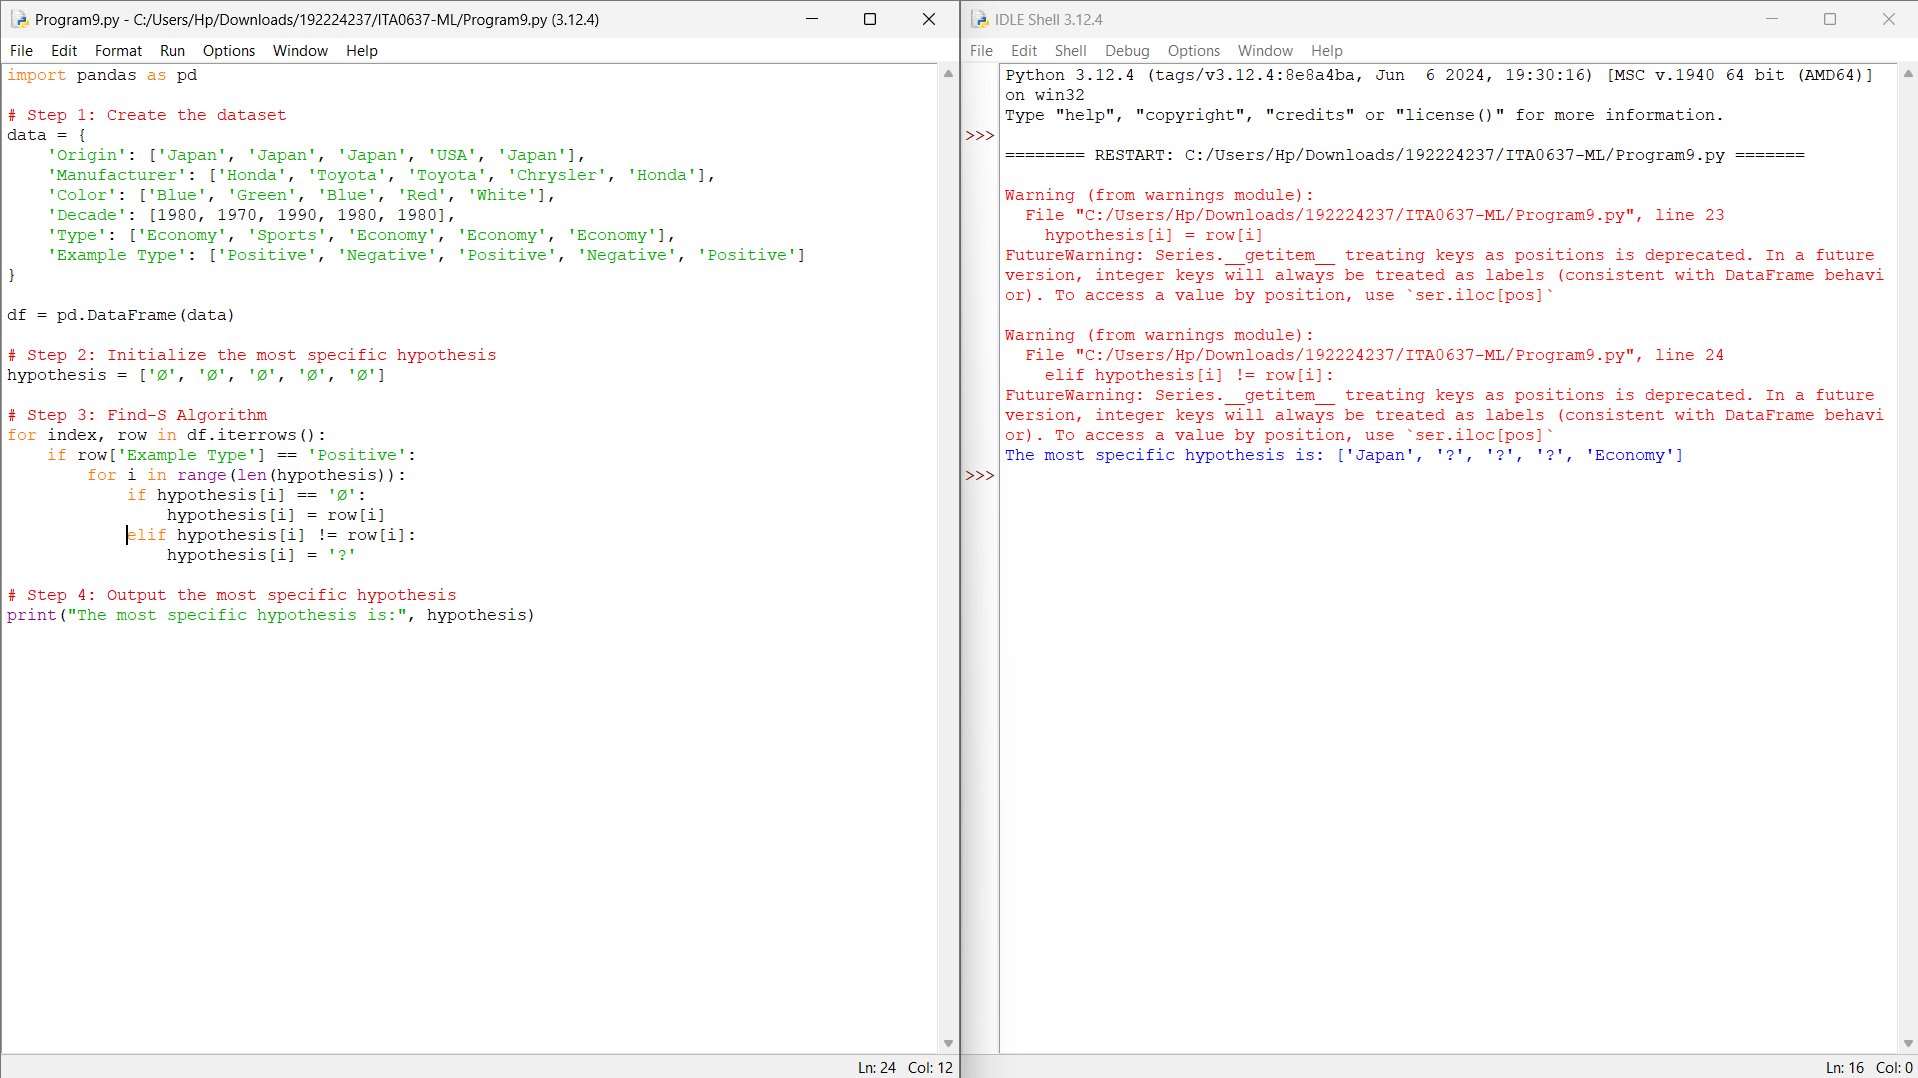 Program9.py - C:/Users/Hp/Downloads/192224237/ITA0637-ML/Program9.py (3.12.4)
File Edit Format Run Options Window Help
import pandas as pd
# Step 1: Create the dataset
data = {
    'Origin': ['Japan', 'Japan', 'Japan', 'USA', 'Japan'],
    'Manufacturer': ['Honda', 'Toyota', 'Toyota', 'Chrysler', 'Honda'],
    'Color': ['Blue', 'Green', 'Blue', 'Red', 'White'],
    'Decade': [1980, 1970, 1990, 1980, 1980],
    'Type': ['Economy', 'Sports', 'Economy', 'Economy', 'Economy'],
    'Example Type': ['Positive', 'Negative', 'Positive', 'Negative', 'Positive']
}
df = pd.DataFrame(data)
# Step 2: Initialize the most specific hypothesis
hypothesis = ['Ø', 'Ø', 'Ø', 'Ø', 'Ø']
# Step 3: Find-S Algorithm
for index, row in df.iterrows():
    if row['Example Type'] == 'Positive':
        for i in range(len(hypothesis)):
            if hypothesis[i] == 'Ø':
                hypothesis[i] = row[i]
            elif hypothesis[i] != row[i]:
                hypothesis[i] = '?'
# Step 4: Output the most specific hypothesis
print("The most specific hypothesis is:", hypothesis)
Ln: 24 Col: 12
IDLE Shell 3.12.4
File Edit Shell Debug Options Window Help
Python 3.12.4 (tags/v3.12.4:8e8a4ba, Jun  6 2024, 19:30:16) [MSC v.1940 64 bit (AMD64)]
on win32
Type "help", "copyright", "credits" or "license()" for more information.
>>>
======== RESTART: C:/Users/Hp/Downloads/192224237/ITA0637-ML/Program9.py =======
Warning (from warnings module):
  File "C:/Users/Hp/Downloads/192224237/ITA0637-ML/Program9.py", line 23
    hypothesis[i] = row[i]
FutureWarning: Series.__getitem__ treating keys as positions is deprecated. In a future
version, integer keys will always be treated as labels (consistent with DataFrame behavi
or). To access a value by position, use `ser.iloc[pos]`
Warning (from warnings module):
  File "C:/Users/Hp/Downloads/192224237/ITA0637-ML/Program9.py", line 24
    elif hypothesis[i] != row[i]:
FutureWarning: Series.__getitem__ treating keys as positions is deprecated. In a future
version, integer keys will always be treated as labels (consistent with DataFrame behavi
or). To access a value by position, use `ser.iloc[pos]`
The most specific hypothesis is: ['Japan', '?', '?', '?', 'Economy']
>>>
Ln: 16 Col: 0